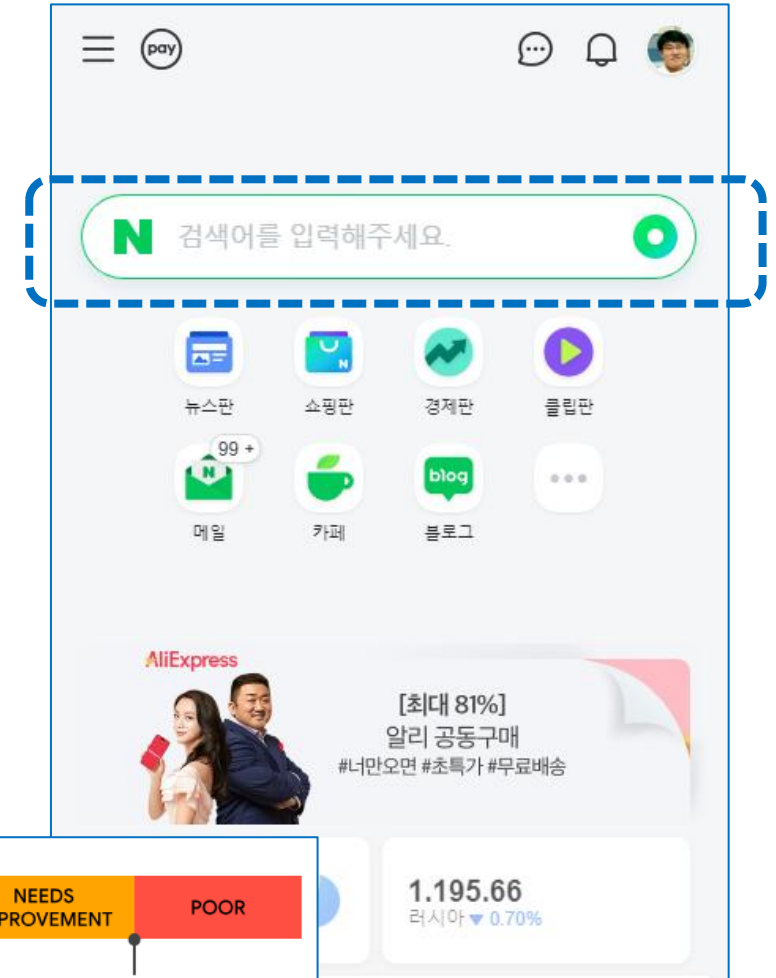 pay
N 검색어를 입력해주세요.
뉴스판 쇼핑판 경제판 클립판
99 +
메일 카페 블로그
N
N
blog
AliExpress
[최대 81%]
알리 공동구매
#너만오면 #초특가 #무료배송
NEEDS
PROVEMENT
POOR
1.195.66
러시아 ▼ 0.70%